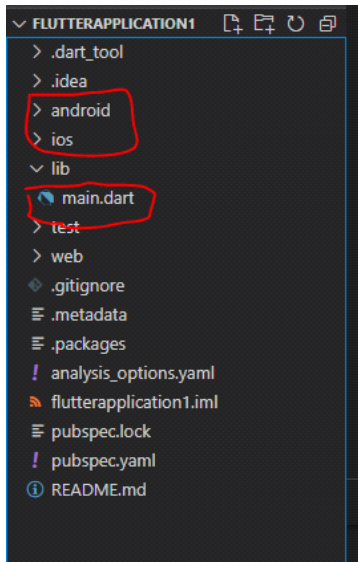 FLUTTERAPPLICATION1
.dart_tool
.idea
android
ios
lib
main.dart
test
web
.gitignore
.metadata
.packages
analysis_options.yaml
flutterapplication1.iml
pubspec.lock
pubspec.yaml
README.md